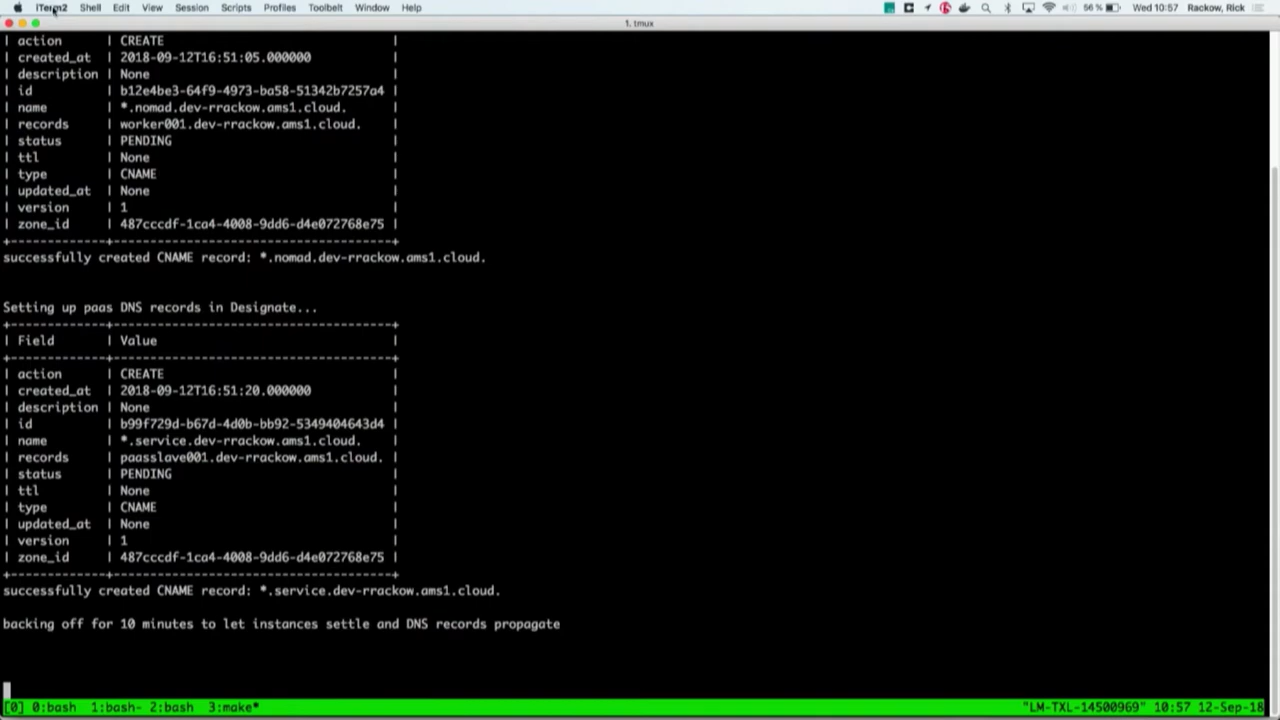 iTerm2 Shell Edit View Session Scripts Profiles Toolbelt Window Help 56 % Wed 10:57 Rackow, Rick
1. tmux
| action | CREATE |
| created_at | 2018-09-12T16:51:05.000000 |
| description | None |
| id | b12e4be3-64f9-4973-ba58-51342b7257a4 |
| name | *.nomad.dev-rrackow.ams1.cloud. |
| records | worker001.dev-rrackow.ams1.cloud. |
| status | PENDING |
| ttl | None |
| type | CNAME |
| updated_at | None |
| version | 1 |
| zone_id | 487cccdf-1ca4-4008-9dd6-d4e072768e75 |
+-------------+--------------------------------------+
successfully created CNAME record: *.nomad.dev-rrackow.ams1.cloud.
Setting up paas DNS records in Designate...
+-------------+--------------------------------------+
| Field | Value |
+-------------+--------------------------------------+
| action | CREATE |
| created_at | 2018-09-12T16:51:20.000000 |
| description | None |
| id | b99f729d-b67d-4d0b-bb92-5349404643d4 |
| name | *.service.dev-rrackow.ams1.cloud. |
| records | paasslave001.dev-rrackow.ams1.cloud. |
| status | PENDING |
| ttl | None |
| type | CNAME |
| updated_at | None |
| version | 1 |
| zone_id | 487cccdf-1ca4-4008-9dd6-d4e072768e75 |
+-------------+--------------------------------------+
successfully created CNAME record: *.service.dev-rrackow.ams1.cloud.
backing off for 10 minutes to let instances settle and DNS records propagate
[0] 0:bash 1:bash- 2:bash 3:make* "LM-TXL-14500969" 10:57 12-Sep-18